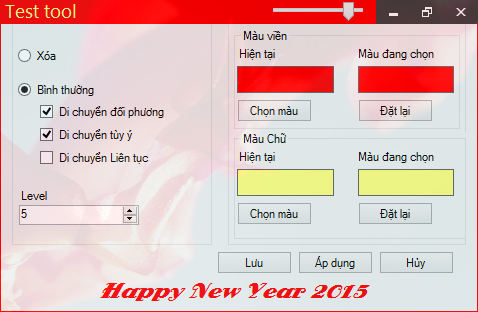 Test tool
Xóa
Bình thường
Di chuyển đối phương
Di chuyển tùy ý
Di chuyển Liên tục
Level
5
Màu viền
Hiện tại
Màu đang chọn
Chọn màu
Đặt lại
Màu Chữ
Hiện tại
Màu đang chọn
Chọn màu
Đặt lại
Lưu
Áp dụng
Hủy
Happy New Year 2015